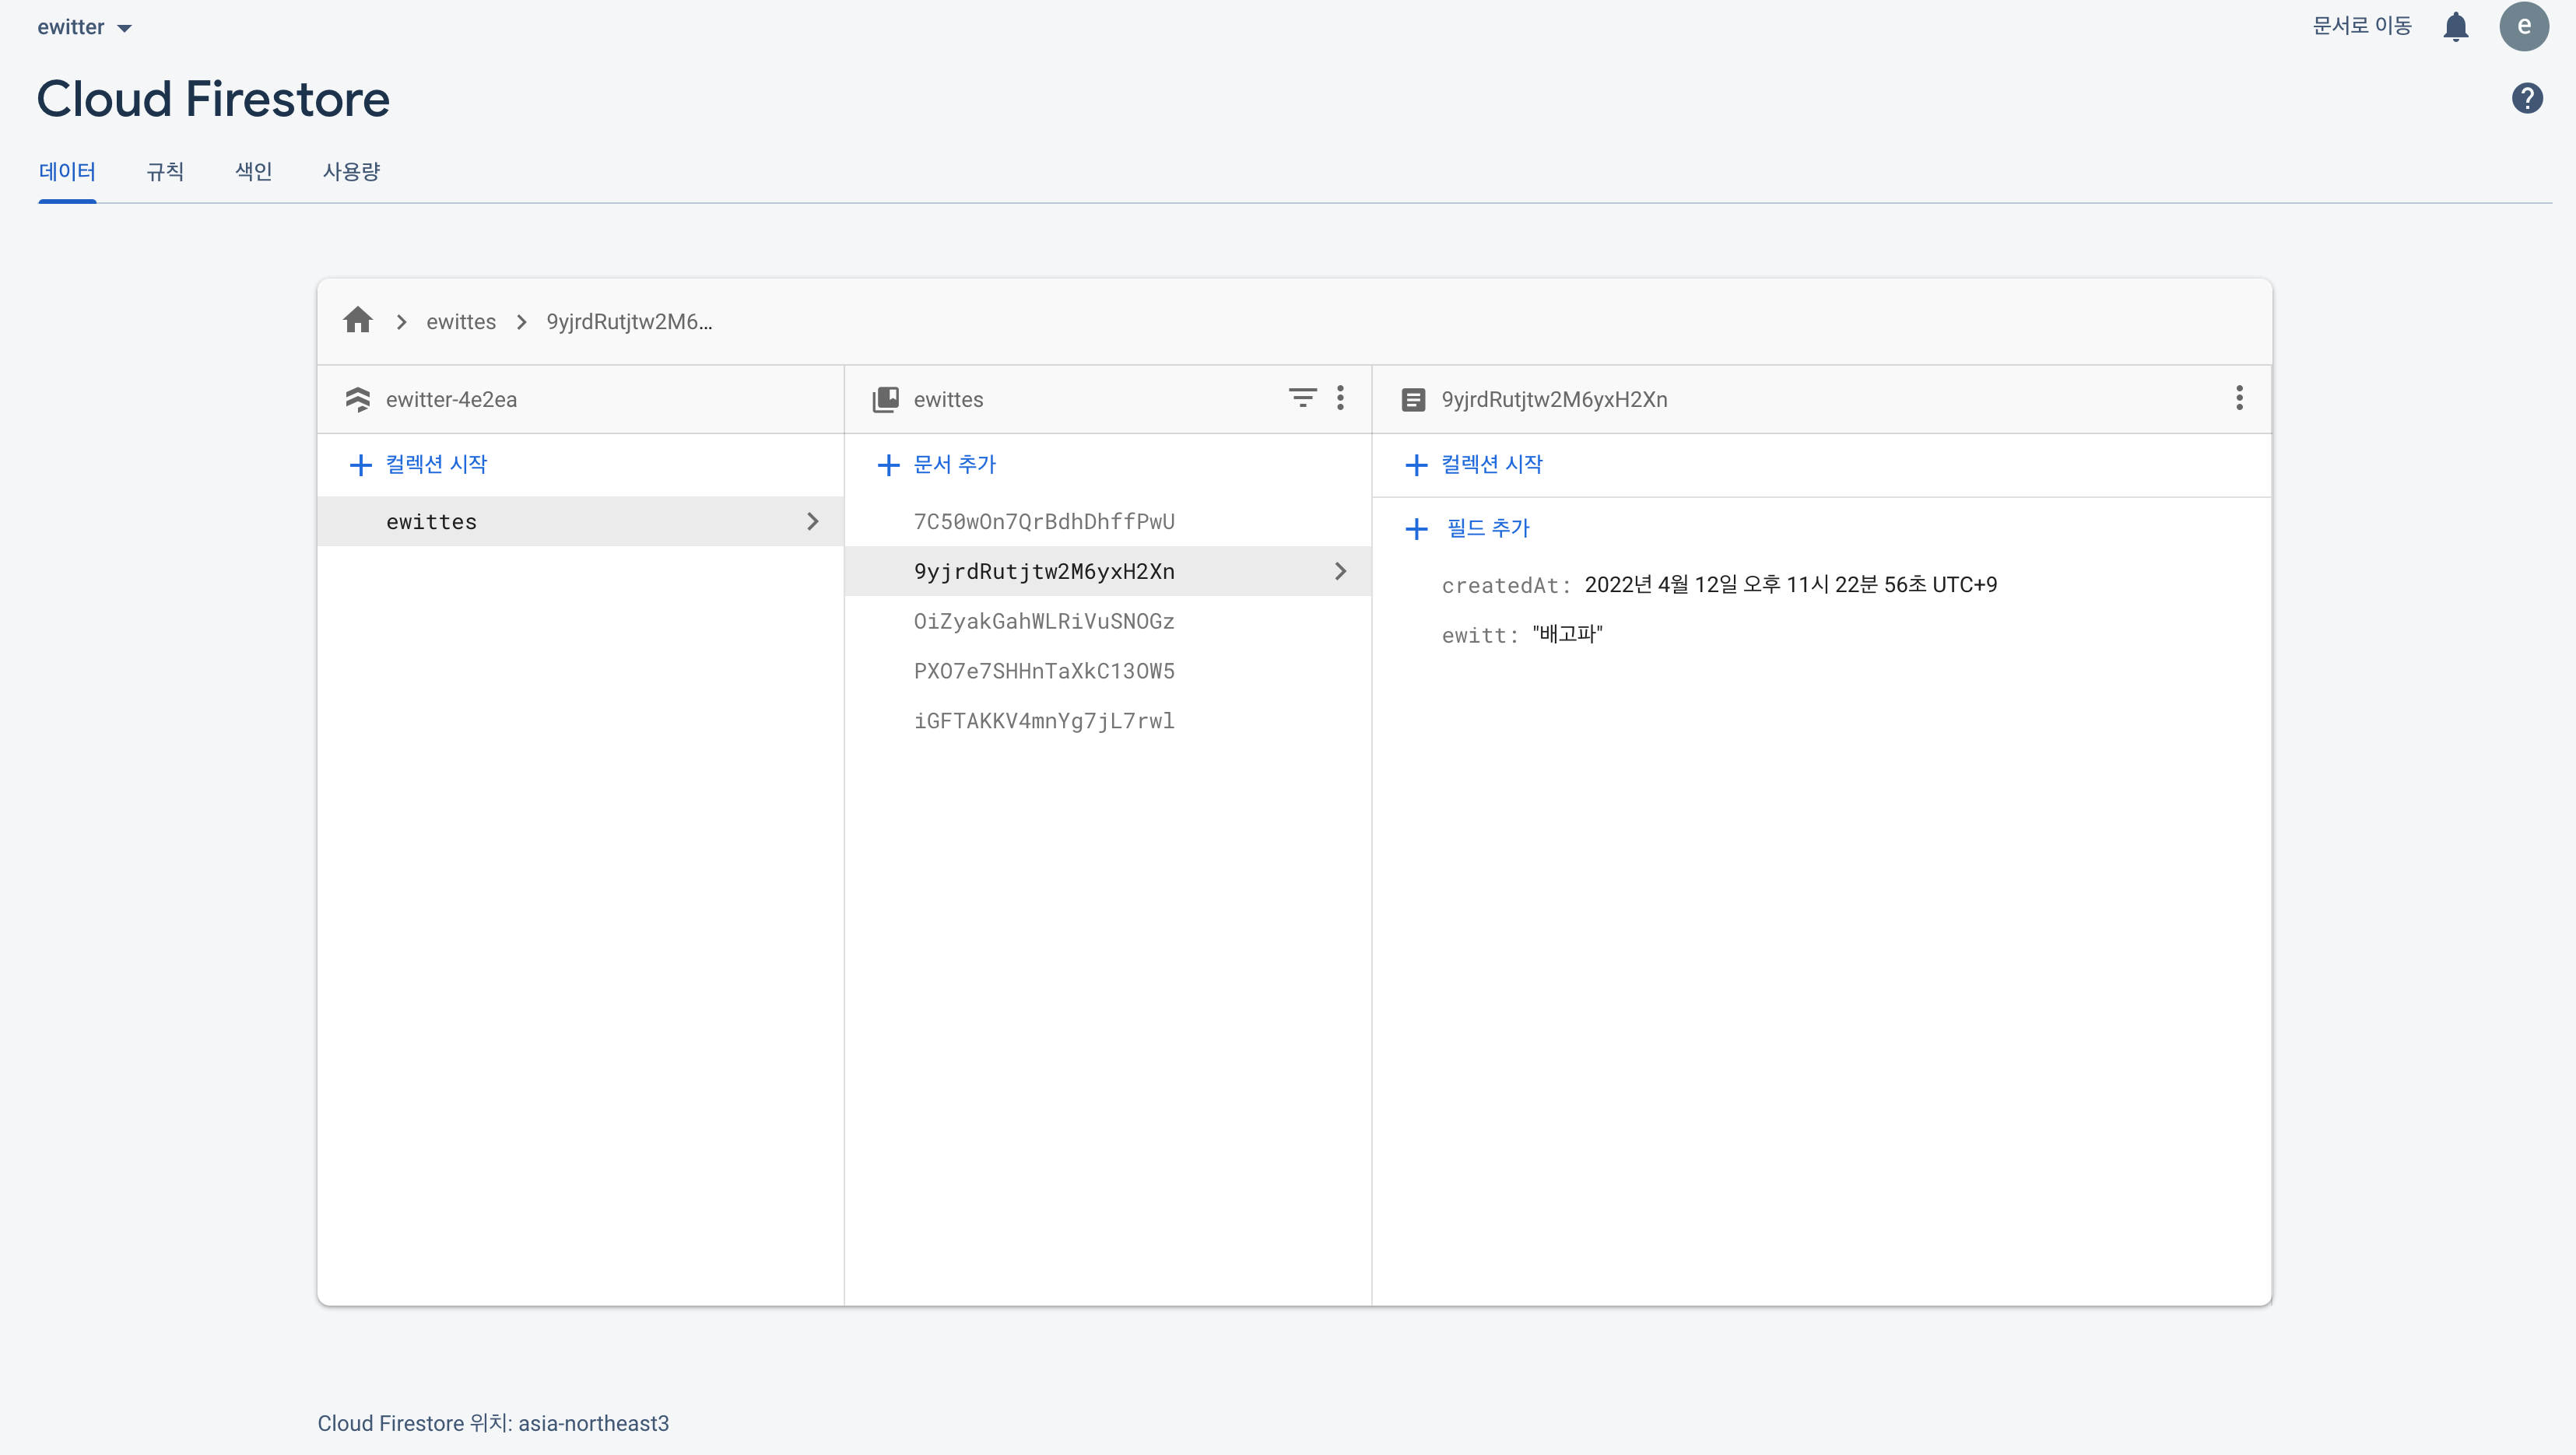 ewitter
문서로 이동
e
Cloud Firestore
데이터 규칙 색인 사용량
ewittes 9yjrdRutjtw2M6...
ewitter-4e2ea
컬렉션 시작
ewittes
ewittes
문서 추가
7C50wOn7QrBdhDhffPwU
9yjrdRutjtw2M6yxH2Xn
OiZyakGahWLRiVuSNOGz
PXO7e7SHHnTaXkC13OW5
iGFTAKKV4mnYg7jL7rwl
9yjrdRutjtw2M6yxH2Xn
컬렉션 시작
필드 추가
createdAt: 2022년 4월 12일 오후 11시 22분 56초 UTC+9
ewitt: "배고파"
Cloud Firestore 위치: asia-northeast3